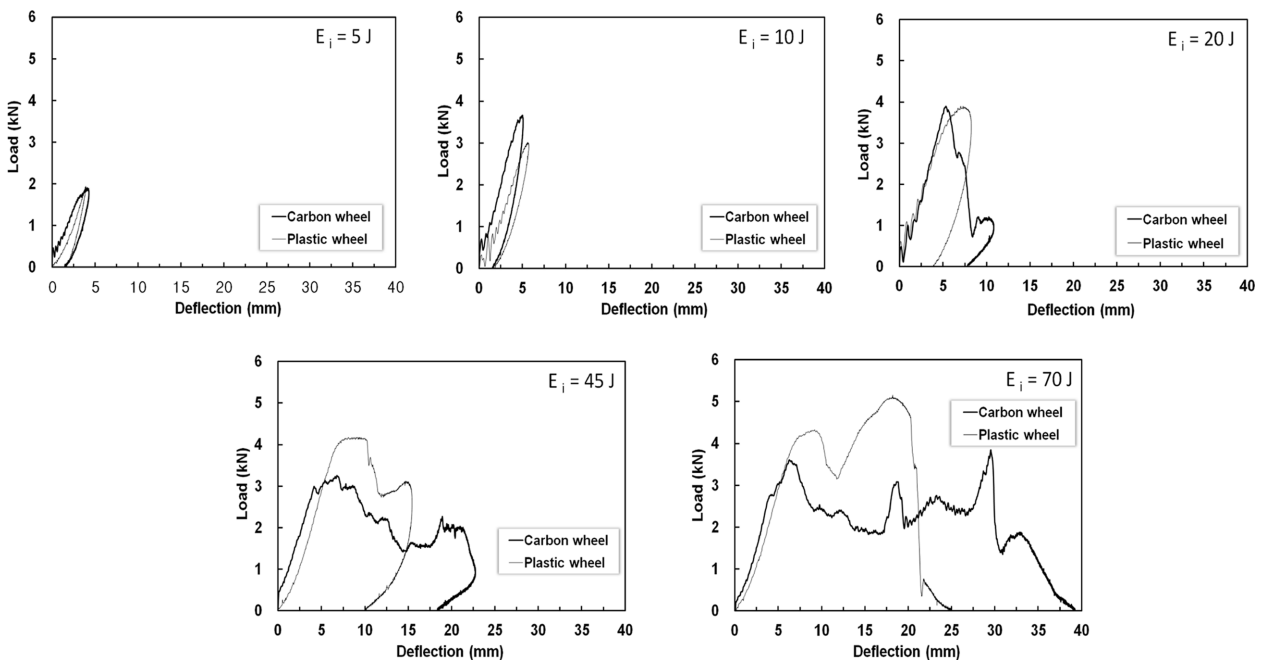 E i = 5 J
Load (kN)
6
5
4
3
2
1
0
Carbon wheel
Plastic wheel
0 5 10 15 20 25 30 35 40
Deflection (mm)
E i = 10 J
Load (kN)
6
5
4
3
2
1
0
Carbon wheel
Plastic wheel
0 5 10 15 20 25 30 35 40
Deflection (mm)
E i = 20 J
Load (kN)
6
5
4
3
2
1
0
Carbon wheel
Plastic wheel
0 5 10 15 20 25 30 35 40
Deflection (mm)
E i = 45 J
Load (kN)
6
5
4
3
2
1
0
Carbon wheel
Plastic wheel
0 5 10 15 20 25 30 35 40
Deflection (mm)
E i = 70 J
Load (kN)
6
5
4
3
2
1
0
Carbon wheel
Plastic wheel
0 5 10 15 20 25 30 35 40
Deflection (mm)